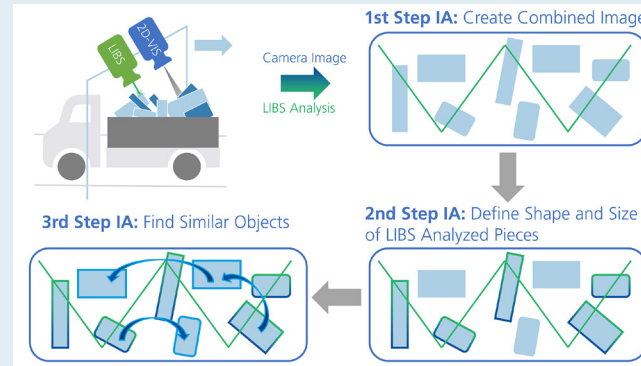 LIBS
2D-VIS
Camera Image
LIBS Analysis
1st Step IA: Create Combined Image
2nd Step IA: Define Shape and Size
of LIBS Analyzed Pieces
3rd Step IA: Find Similar Objects